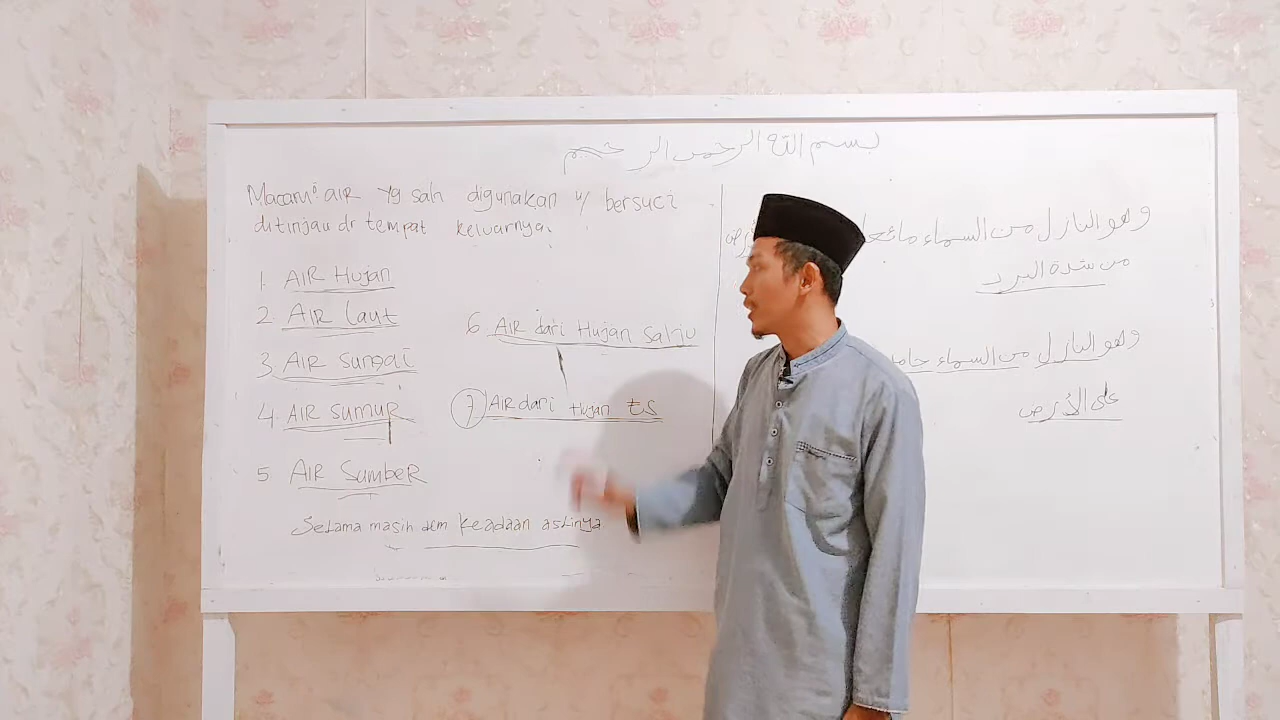 بسم الله الرحمن الرحيم
Macam² AIR yg sah digunakan u/ bersuci
ditinjau dr tempat keluarnya.
1. AIR Hujan
2. AIR laut
3. AIR sungai
4. AIR sumur
5 AIR SumbeR
6. AIR dari Hujan salju
7 AIR dari Hujan es
Selama masih dlm keadaan aslinya
وهو النازل من السماء مائعا
من شدة البرد
وهو النازل من السماء جامد
على الأرض